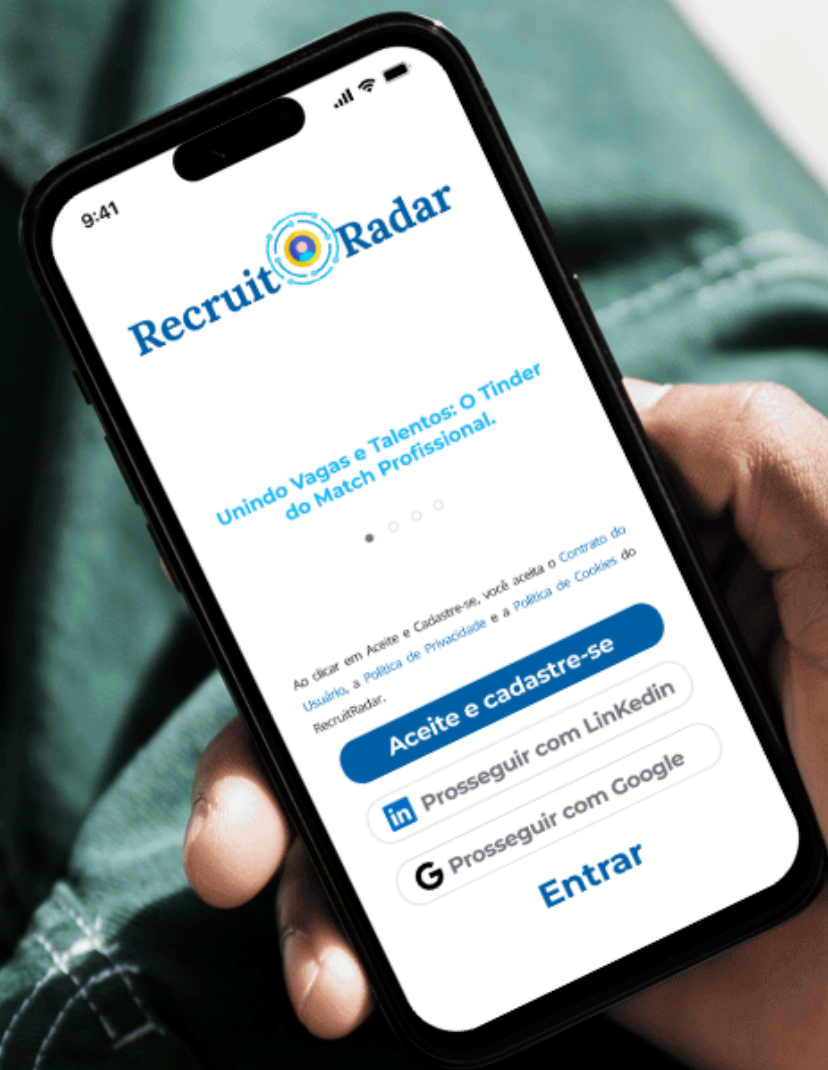 9:41
Recruit Radar
Unindo Vagas e Talentos: O Tinder
do Match Profissional.
Ao clicar em Aceite e Cadastre-se, você aceita o Contrato do
Usuário, a Política de Privacidade e a Política de Cookies do
RecruitRadar.
Aceite e cadastre-se
in Prosseguir com LinKedin
G Prosseguir com Google
Entrar